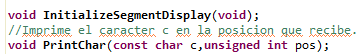 void InitializeSegmentDisplay(void);
//Imprime el caracter c en la posicion que recibe.
void PrintChar(const char c,unsigned int pos);